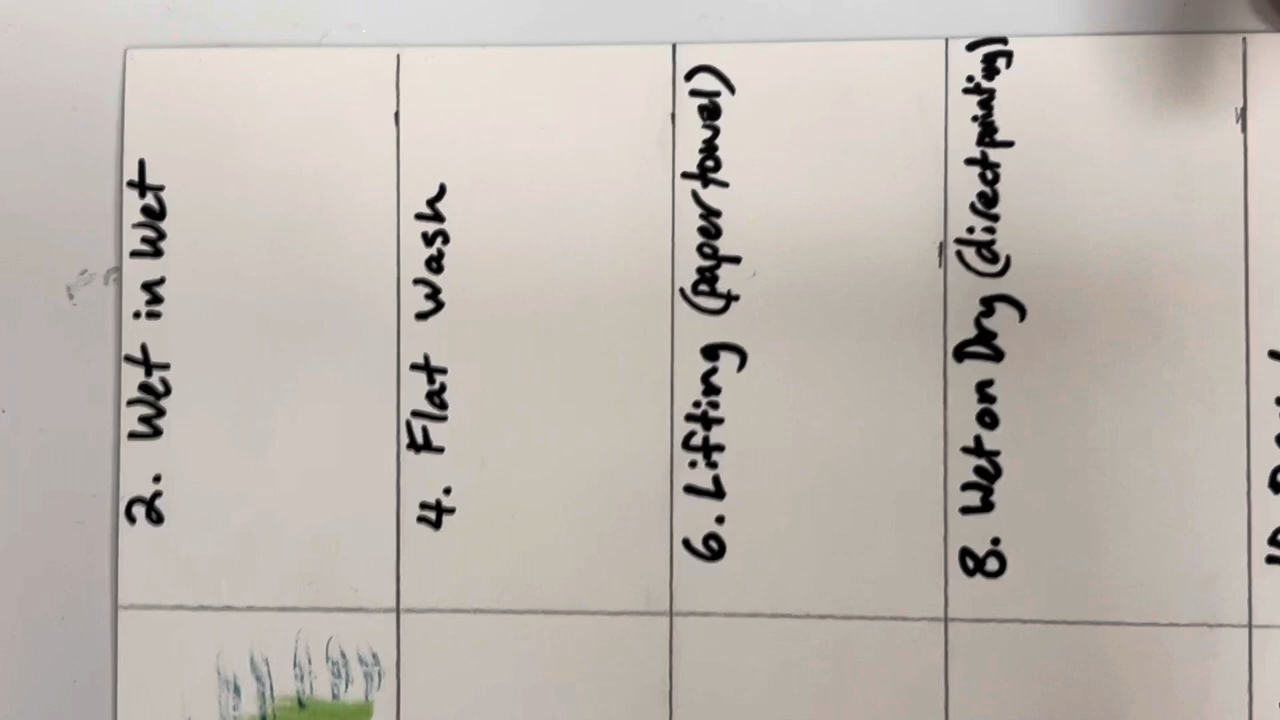 2. Wet in Wet
4. Flat Wash
6. Lifting (paper towel)
8. Wet on Dry (direct painting)